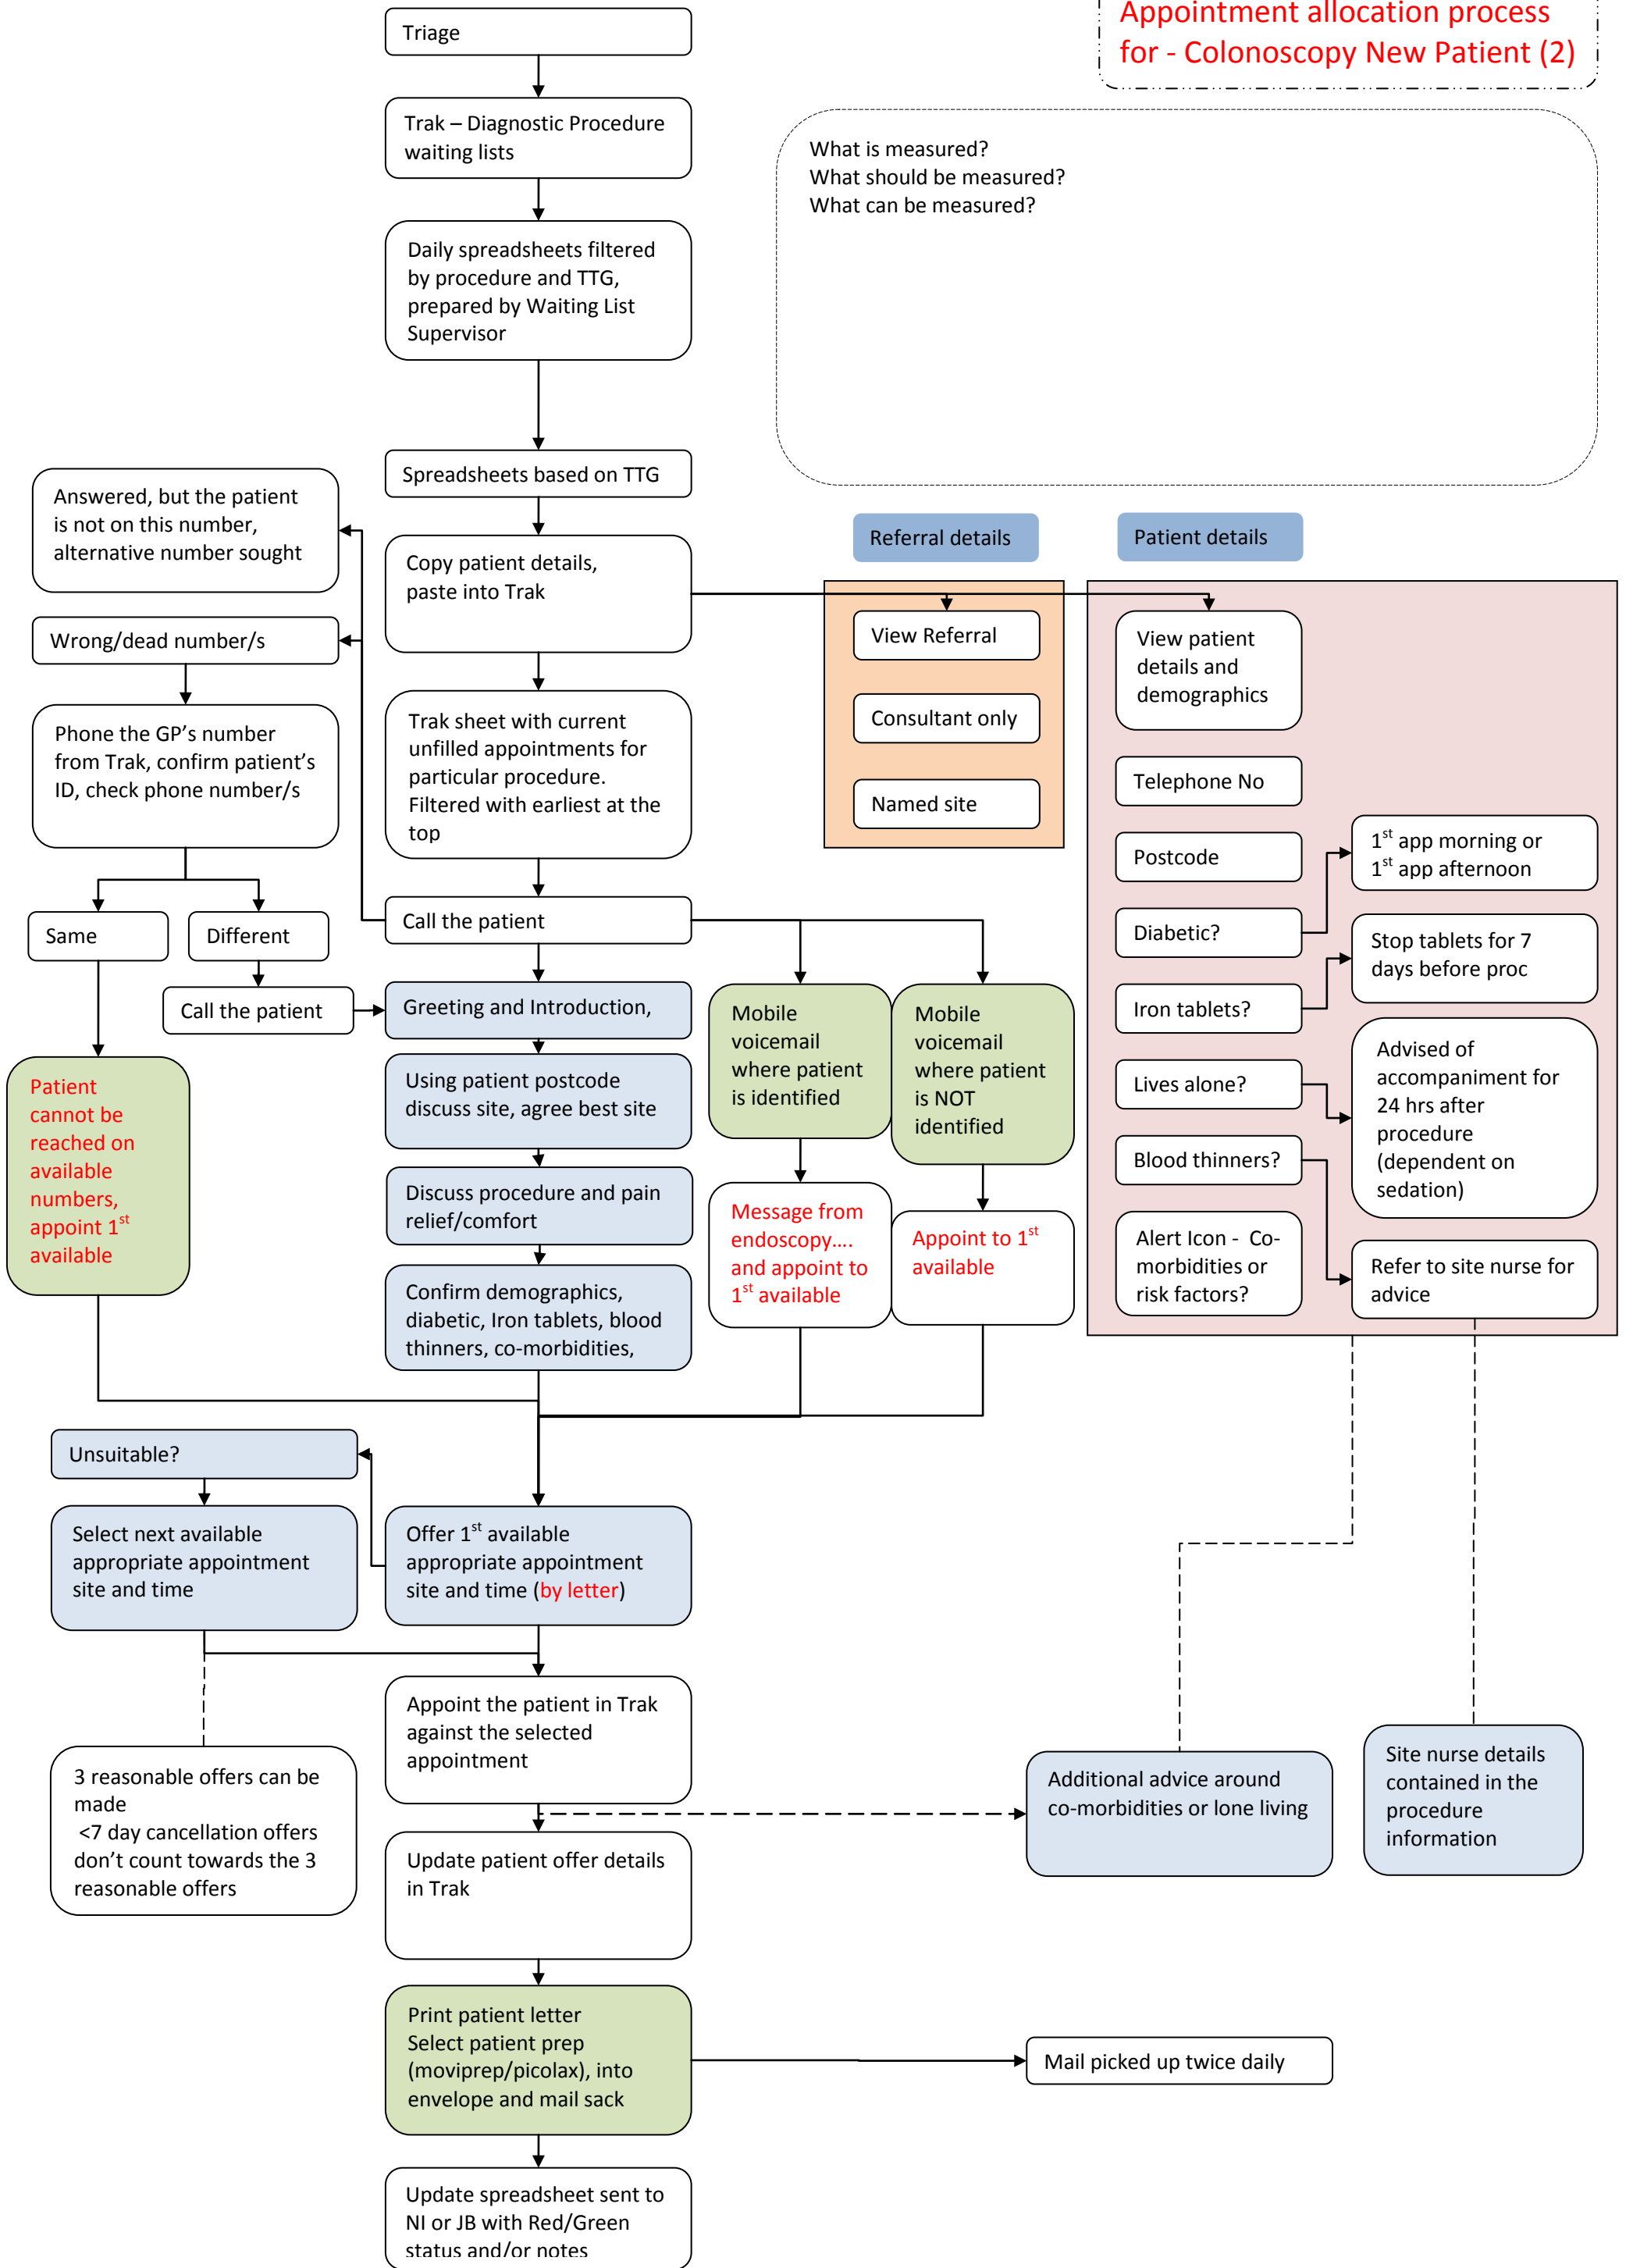 Appointment allocation process
for - Colonoscopy New Patient (2)
Triage
Trak – Diagnostic Procedure
waiting lists
What is measured?
What should be measured?
What can be measured?
Daily spreadsheets filtered
by procedure and TTG,
prepared by Waiting List
Supervisor
Spreadsheets based on TTG
Answered, but the patient
is not on this number,
alternative number sought
Copy patient details,
paste into Trak
Referral details
Patient details
View Referral
Consultant only
Named site
View patient
details and
demographics
Telephone No
Postcode
Diabetic?
Iron tablets?
Lives alone?
Blood thinners?
Alert Icon -  Co-
morbidities or
risk factors?
1st app morning or
1st app afternoon
Stop tablets for 7
days before proc
Advised of
accompaniment for
24 hrs after
procedure
(dependent on
sedation)
Refer to site nurse for
advice
Wrong/dead number/s
Phone the GP’s number
from Trak, confirm patient’s
ID, check phone number/s
Same
Different
Call the patient
Patient
cannot be
reached on
available
numbers,
appoint 1st
available
Trak sheet with current
unfilled appointments for
particular procedure.
Filtered with earliest at the
top
Call the patient
Greeting and Introduction,
Using patient postcode
discuss site, agree best site
Discuss procedure and pain
relief/comfort
Confirm demographics,
diabetic, Iron tablets, blood
thinners, co-morbidities,
Mobile
voicemail
where patient
is identified
Mobile
voicemail
where patient
is NOT
identified
Message from
endoscopy....
and appoint to
1st available
Appoint to 1st
available
Unsuitable?
Select next available
appropriate appointment
site and time
Offer 1st available
appropriate appointment
site and time (by letter)
3 reasonable offers can be
made
<7 day cancellation offers
don’t count towards the 3
reasonable offers
Appoint the patient in Trak
against the selected
appointment
Additional advice around
co-morbidities or lone living
Site nurse details
contained in the
procedure
information
Update patient offer details
in Trak
Print patient letter
Select patient prep
(moviprep/picolax), into
envelope and mail sack
Mail picked up twice daily
Update spreadsheet sent to
NI or JB with Red/Green
status and/or notes